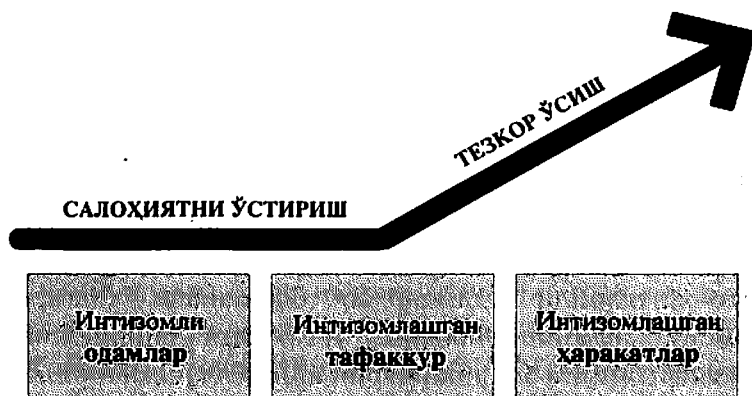 ТЕЗКОР ЎСИШ
САЛОҲИЯТНИ ЎСТИРИШ
Интизомли
одамлар
Интизомлашган
тафаккур
Интизомлашган
ҳаракатлар